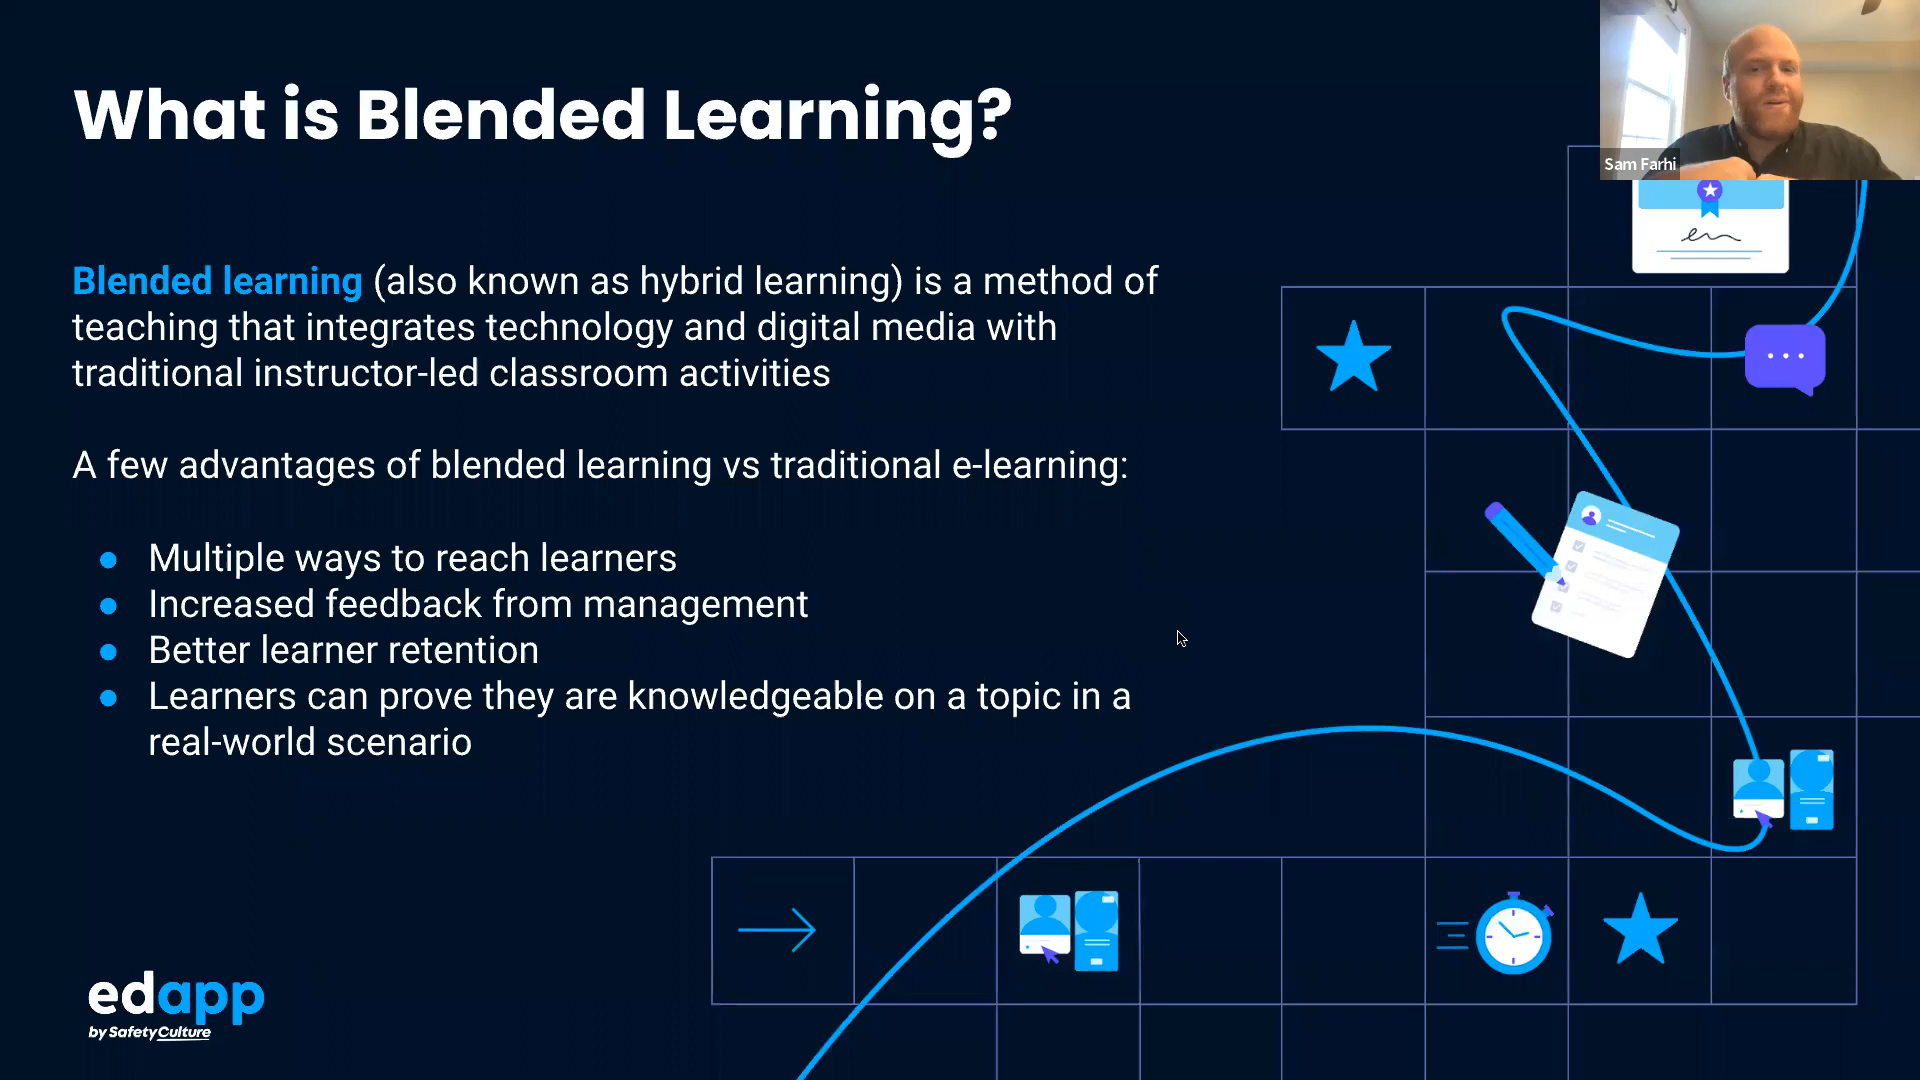 What is Blended Learning?
Sam Farhi
Blended learning (also known as hybrid learning) is a method of
teaching that integrates technology and digital media with
traditional instructor-led classroom activities
A few advantages of blended learning vs traditional e-learning:
● Multiple ways to reach learners
● Increased feedback from management
● Better learner retention
● Learners can prove they are knowledgeable on a topic in a
real-world scenario
edapp
by SafetyCulture